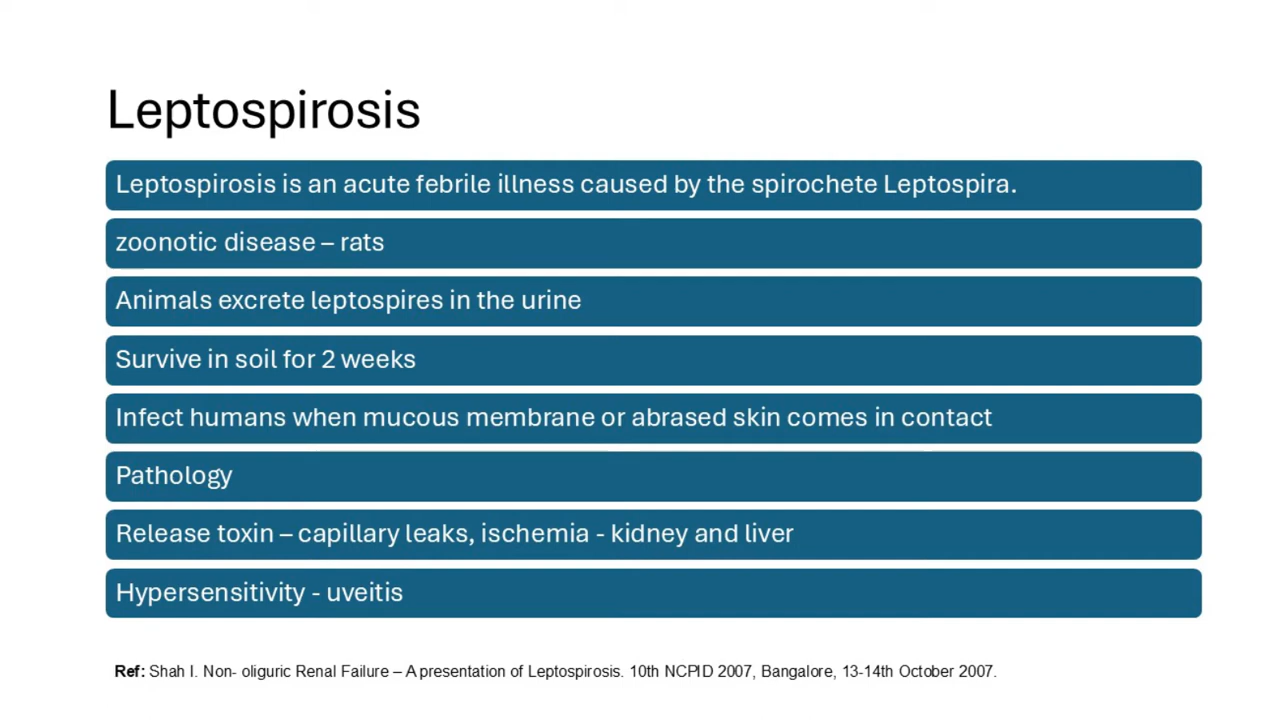 Leptospirosis
Leptospirosis is an acute febrile illness caused by the spirochete Leptospira.
zoonotic disease – rats
Animals excrete leptospires in the urine
Survive in soil for 2 weeks
Infect humans when mucous membrane or abrased skin comes in contact
Pathology
Release toxin – capillary leaks, ischemia - kidney and liver
Hypersensitivity - uveitis
Ref: Shah I. Non- oliguric Renal Failure – A presentation of Leptospirosis. 10th NCPID 2007, Bangalore, 13-14th October 2007.